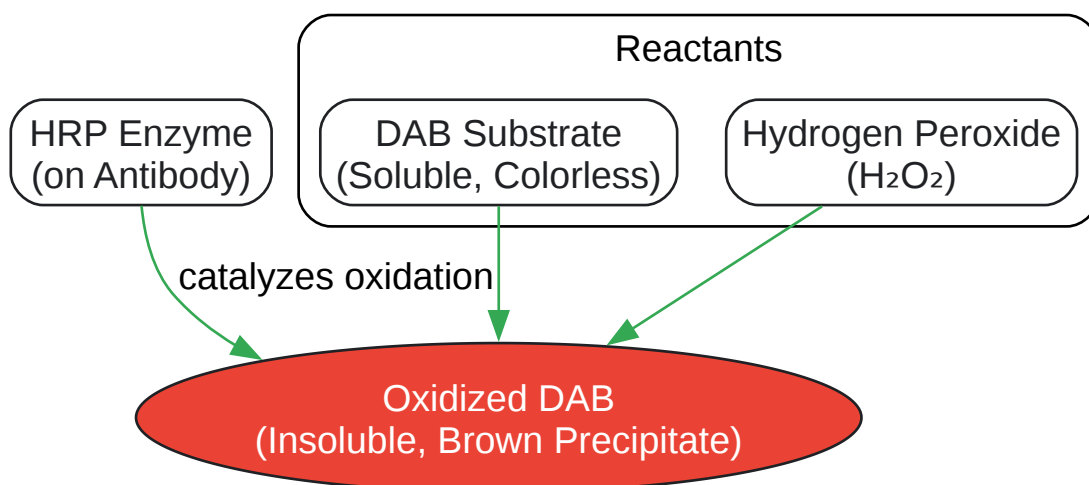 Reactants
HRP Enzyme
(on Antibody)
DAB Substrate
(Soluble, Colorless)
Hydrogen Peroxide
(H₂O₂)
catalyzes oxidation
Oxidized DAB
(Insoluble, Brown Precipitate)